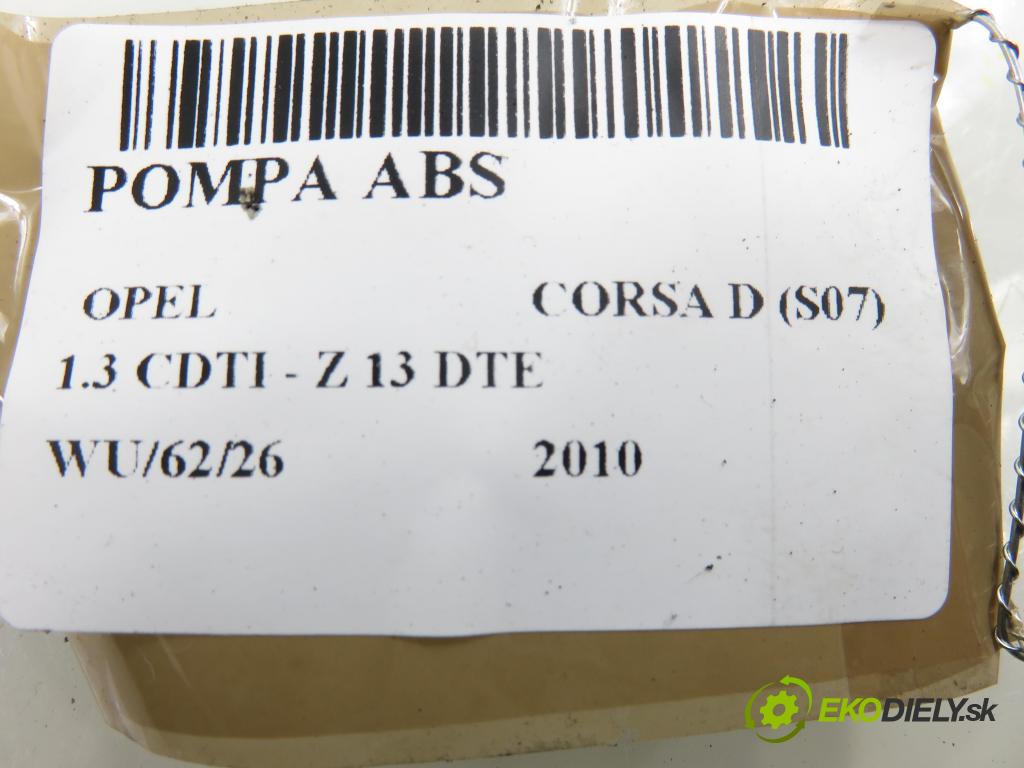 POMPA ABS
OPEL CORSA D (S07)
1.3 CDTI - Z 13 DTE
WU/62/26 2010
EKODIELY.sk